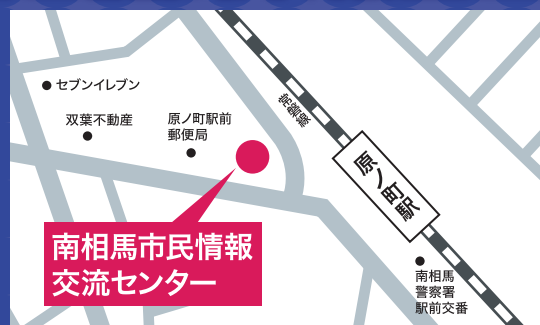 セブンイレブン
双葉不動産
原ノ町駅前
郵便局
常磐線
原ノ町駅
南相馬市民情報
交流センター
南相馬
警察署
駅前交番